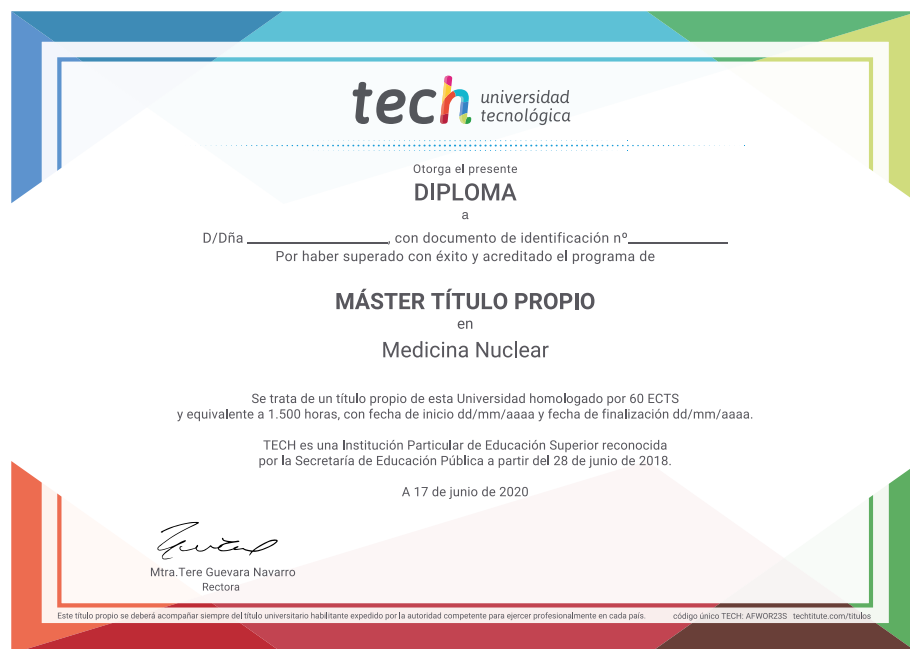 tech universidad
tecnológica
Otorga el presente
DIPLOMA
a
D/Dña ____________________, con documento de identificación nº______________
Por haber superado con éxito y acreditado el programa de
MÁSTER TÍTULO PROPIO
en
Medicina Nuclear
Se trata de un título propio de esta Universidad homologado por 60 ECTS
y equivalente a 1.500 horas, con fecha de inicio dd/mm/aaaa y fecha de finalización dd/mm/aaaa.
TECH es una Institución Particular de Educación Superior reconocida
por la Secretaría de Educación Pública a partir del 28 de junio de 2018.
A 17 de junio de 2020
Mtra.Tere Guevara Navarro
Rectora
Este título propio se deberá acompañar siempre del título universitario habilitante expedido por la autoridad competente para ejercer profesionalmente en cada país. código único TECH: AFWOR23S techtitute.com/titulos